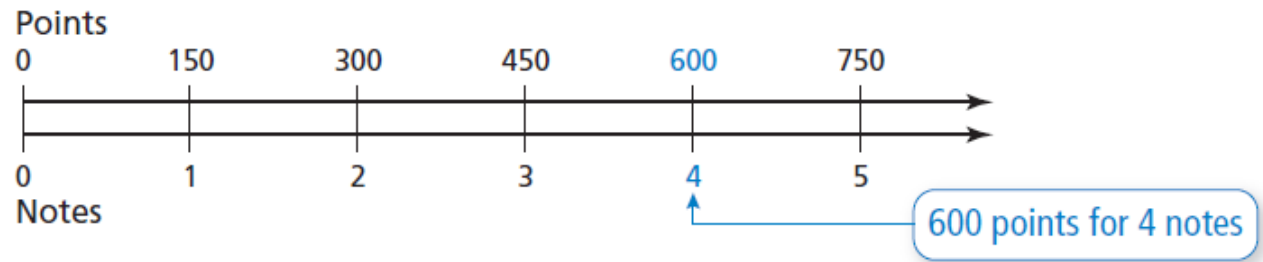 Points
0 150 300 450 600 750
0 1 2 3 4 5
Notes
600 points for 4 notes